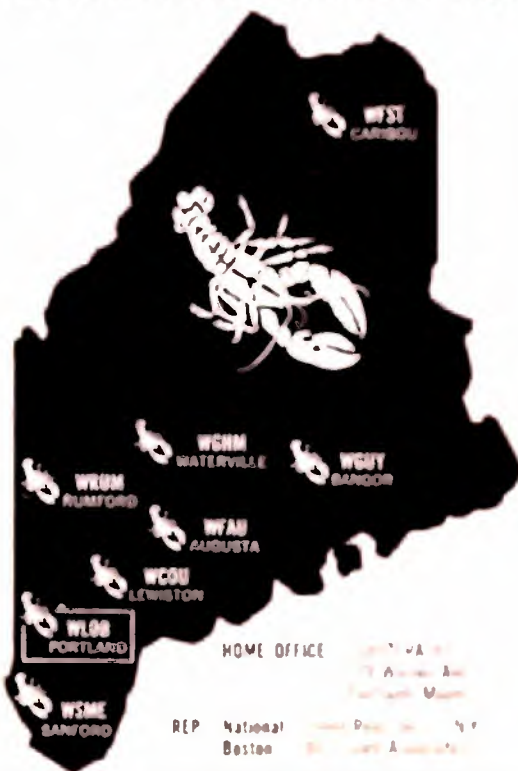 WFST
CARIBOU
WGHM
WATERVILLE
WGUY
BANGOR
WRUM
RUMFORD
WFAU
AUGUSTA
WCOU
LEWISTON
WLOB
PORTLAND
WSME
SANFORD
HOME OFFICE
REP National
Boston